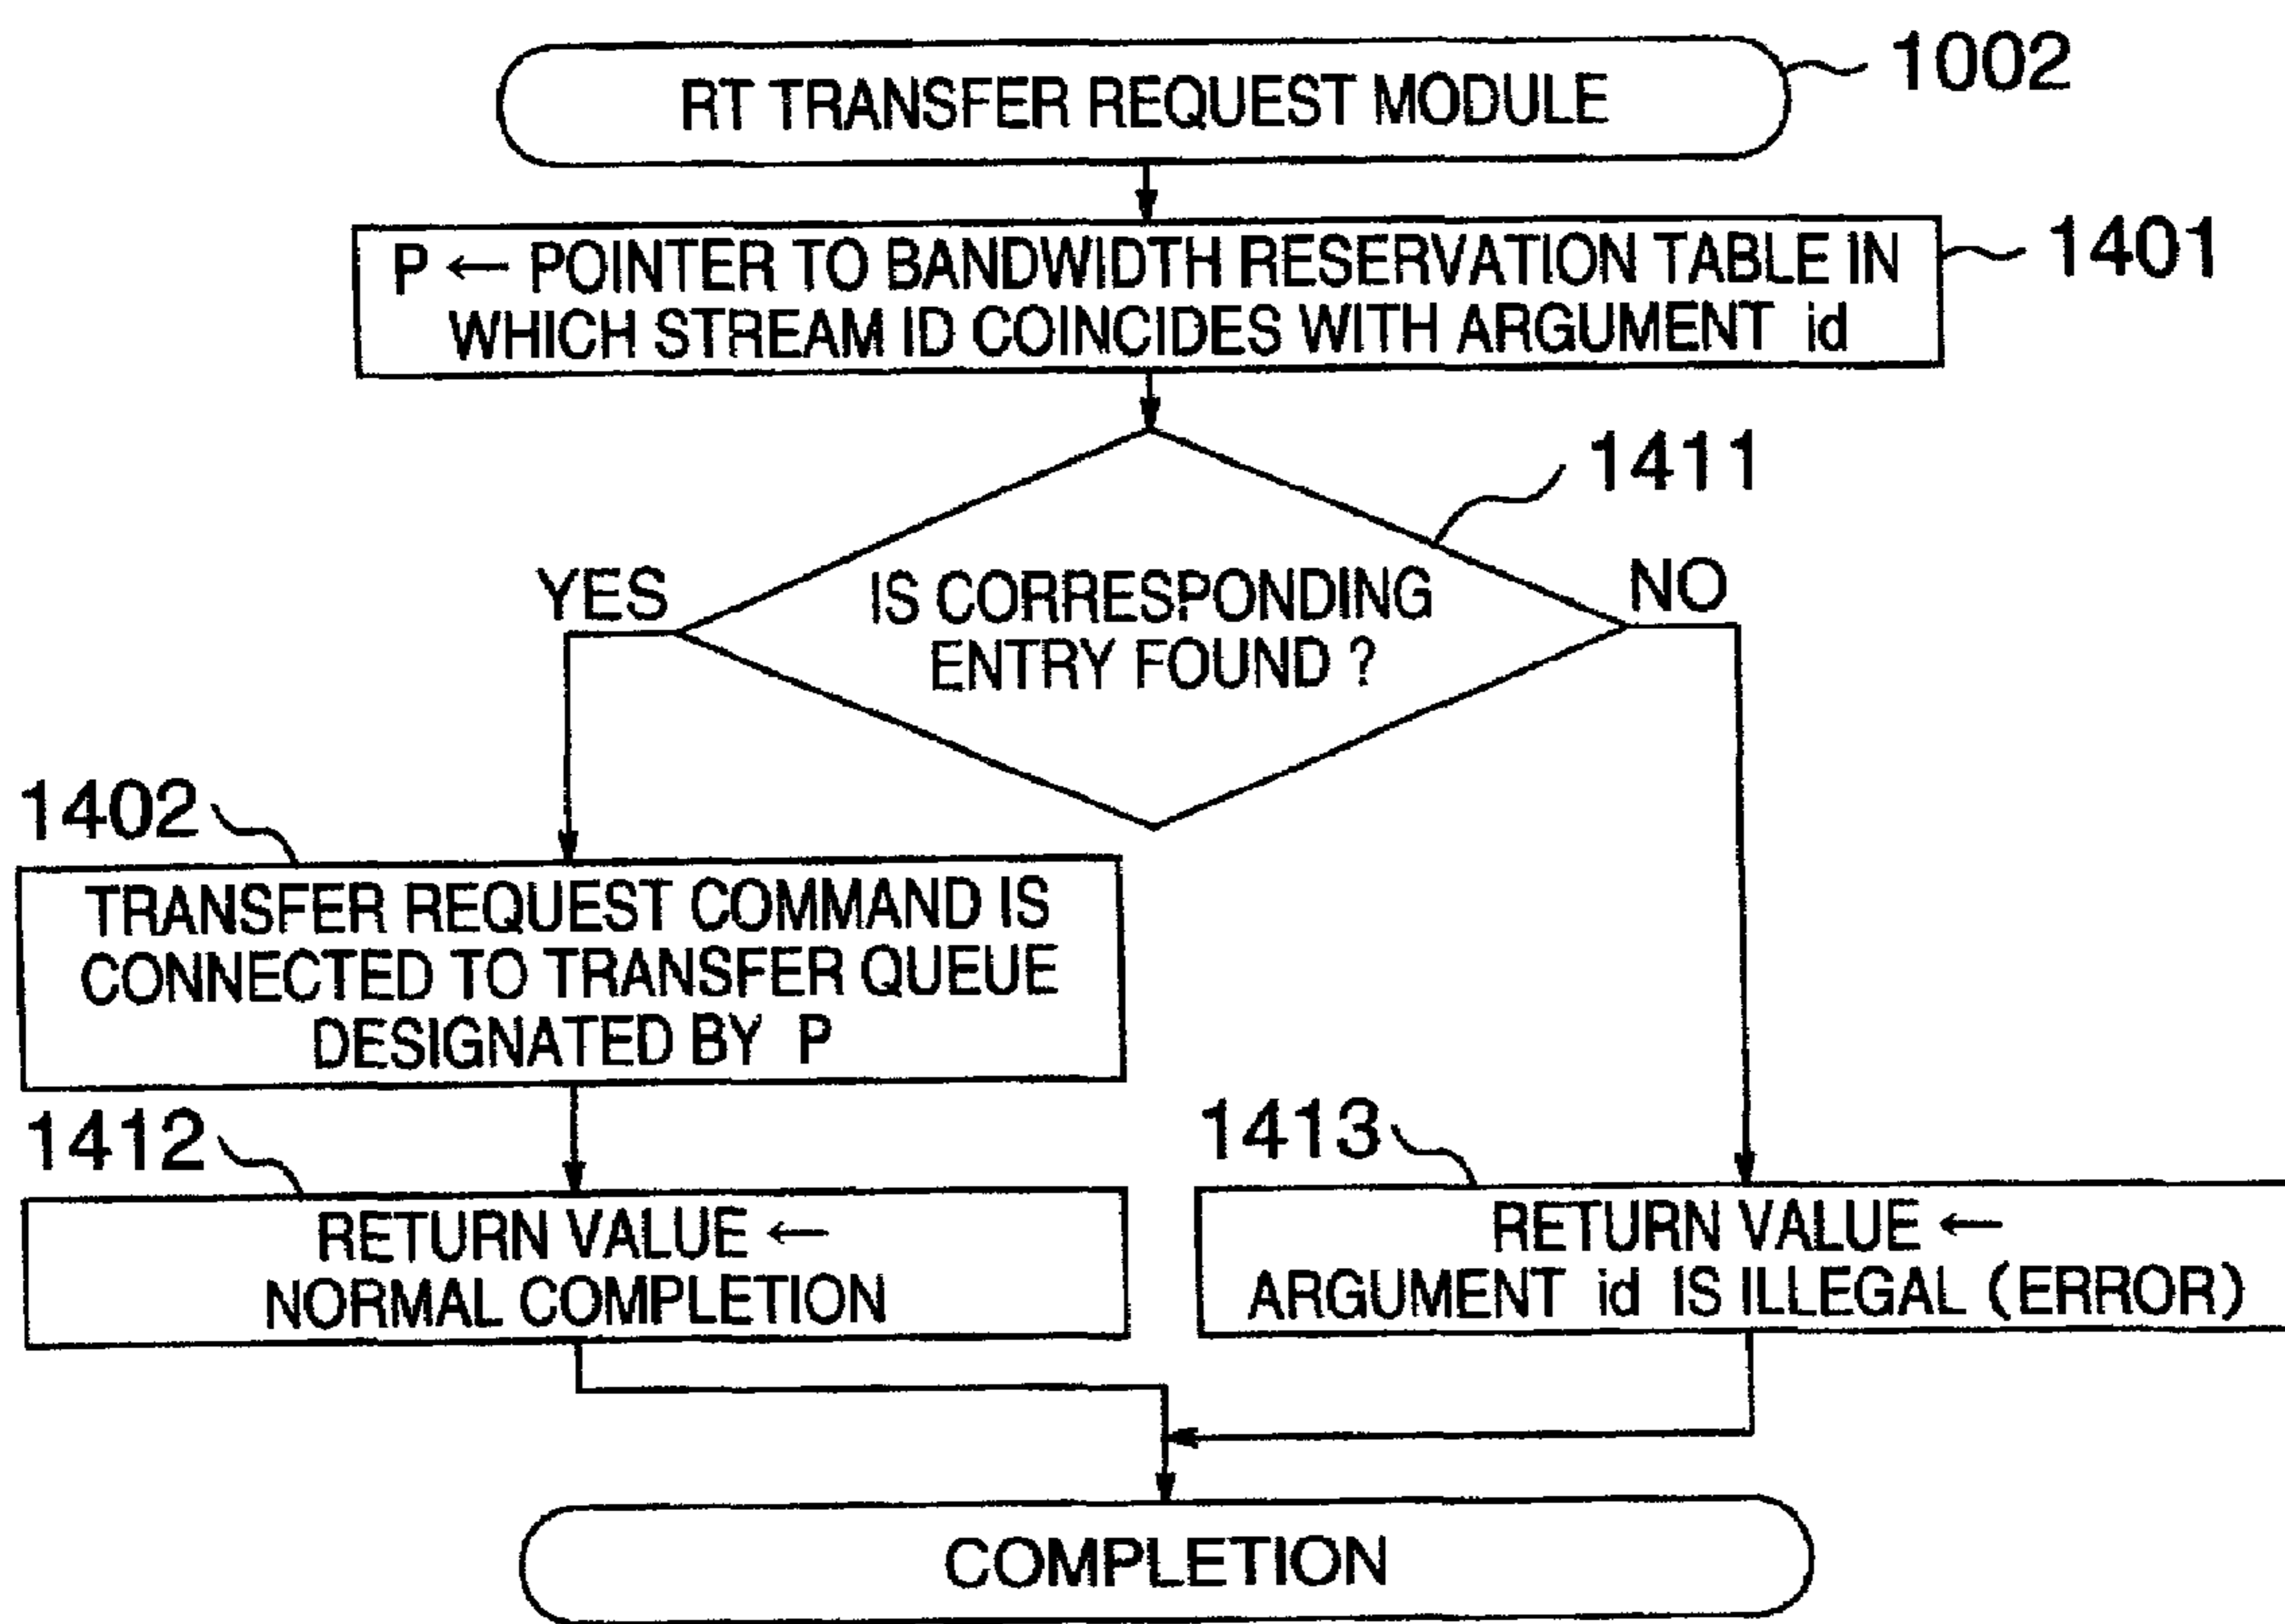 RT TRANSFER REQUEST MODULE
1002
P ← POINTER TO BANDWIDTH RESERVATION TABLE IN
WHICH STREAM ID COINCIDES WITH ARGUMENT id
1401
1411
YES
IS CORRESPONDING
ENTRY FOUND ?
NO
1402
TRANSFER REQUEST COMMAND IS
CONNECTED TO TRANSFER QUEUE
DESIGNATED BY P
1412
RETURN VALUE ←
NORMAL COMPLETION
1413
RETURN VALUE ←
ARGUMENT id IS ILLEGAL (ERROR)
COMPLETION